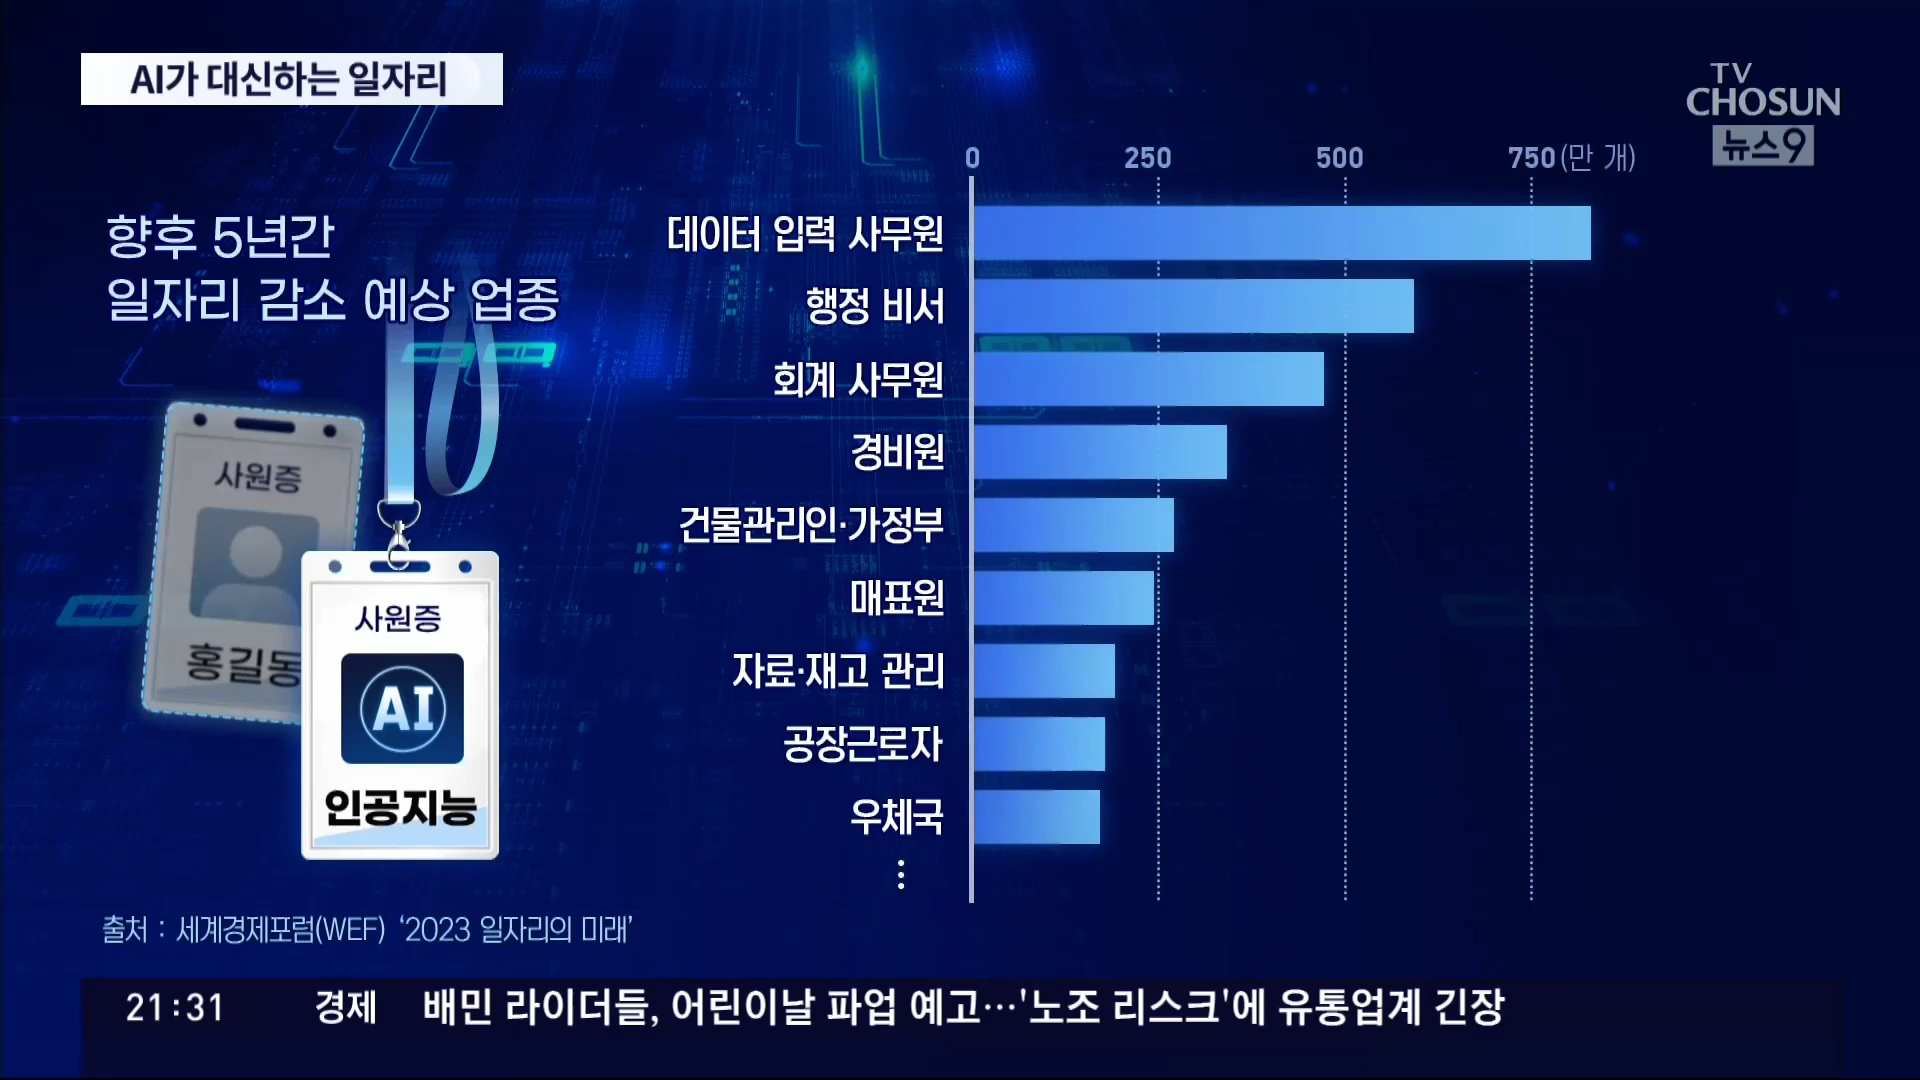 AI가 대신하는 일자리
TV
CHOSUN
뉴스9
0 250 500 750 (만 개)
향후 5년간
일자리 감소 예상 업종
데이터 입력 사무원
행정 비서
회계 사무원
경비원
건물관리인·가정부
매표원
자료·재고 관리
공장근로자
우체국
⋮
사원증
홍길동
사원증
AI
인공지능
출처 : 세계경제포럼(WEF) ‘2023 일자리의 미래’
21:31 경제 배민 라이더들, 어린이날 파업 예고…'노조 리스크'에 유통업계 긴장